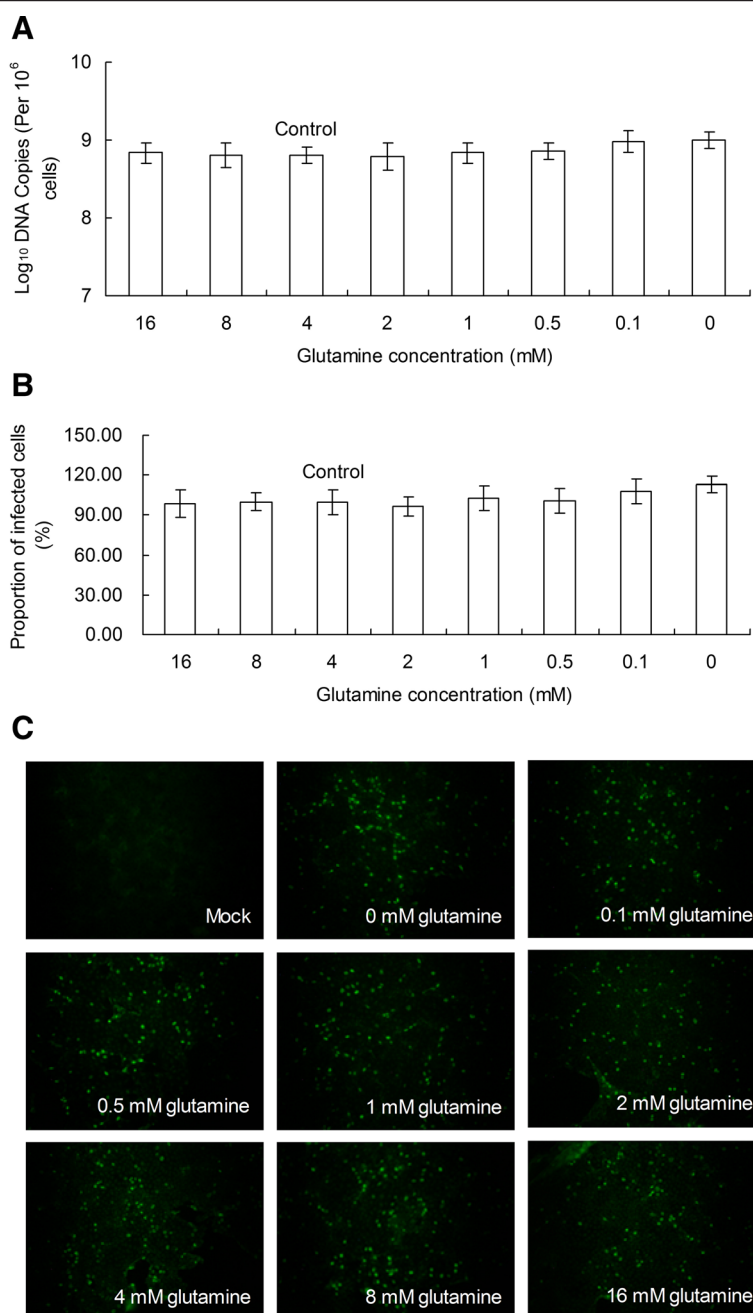 A
Log10 DNA Copies (Per 10^6
cells)
10
9
8
7
Control
16 8 4 2 1 0.5 0.1 0
Glutamine concentration (mM)
B
Proportion of infected cells
(%)
150.00
120.00
90.00
60.00
30.00
0.00
Control
16 8 4 2 1 0.5 0.1 0
Glutamine concentration (mM)
C
Mock
0 mM glutamine
0.1 mM glutamine
0.5 mM glutamine
1 mM glutamine
2 mM glutamine
4 mM glutamine
8 mM glutamine
16 mM glutamine